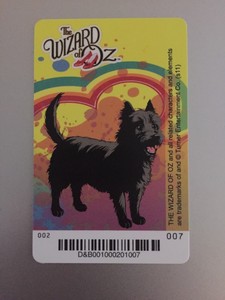 The
WIZARD
of OZ™
THE WIZARD OF OZ and all related characters and elements
are trademarks of and © Turner Entertainment Co. (s11)
002
007
D&B001000201007